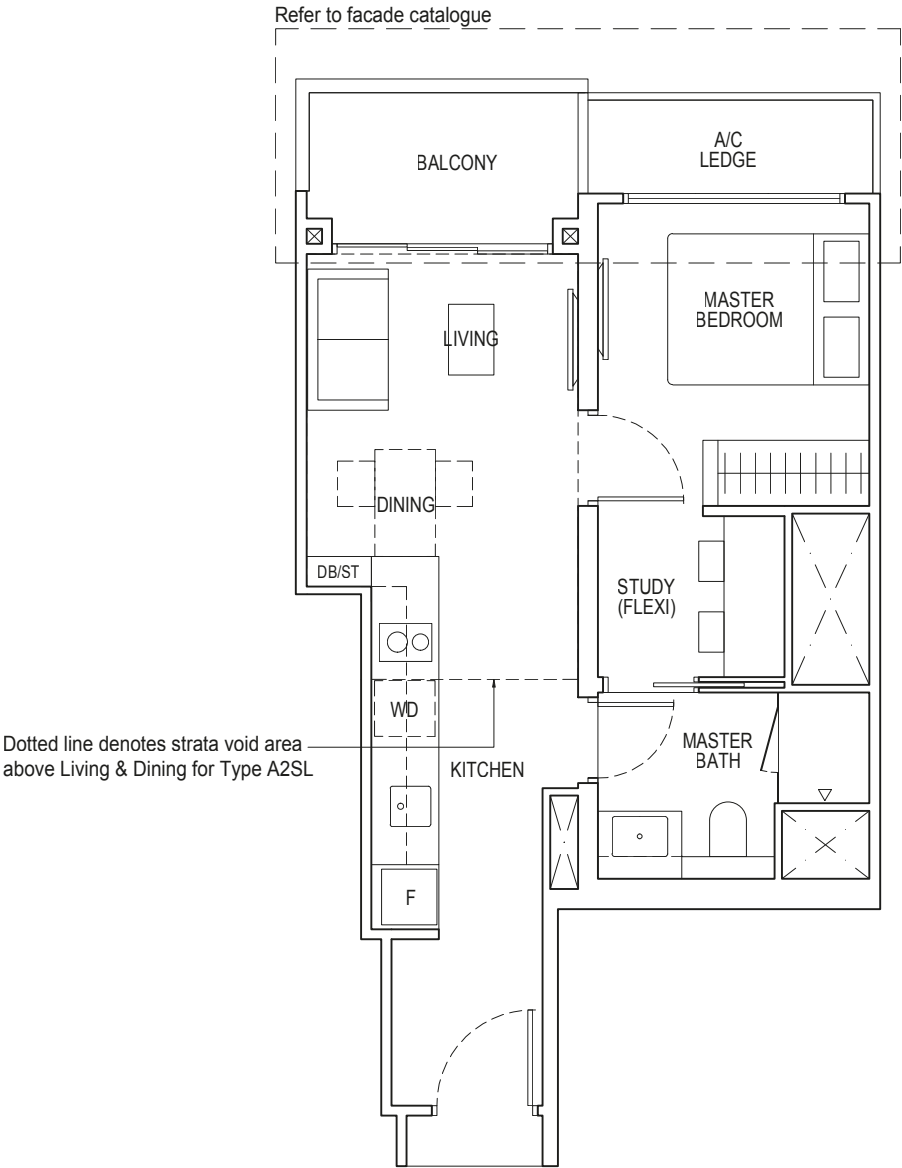 Refer to facade catalogue
BALCONY
A/C
LEDGE
MASTER
BEDROOM
LIVING
DINING
DB/ST
STUDY
(FLEXI)
WD
MASTER
BATH
Dotted line denotes strata void area
above Living & Dining for Type A2SL
KITCHEN
F